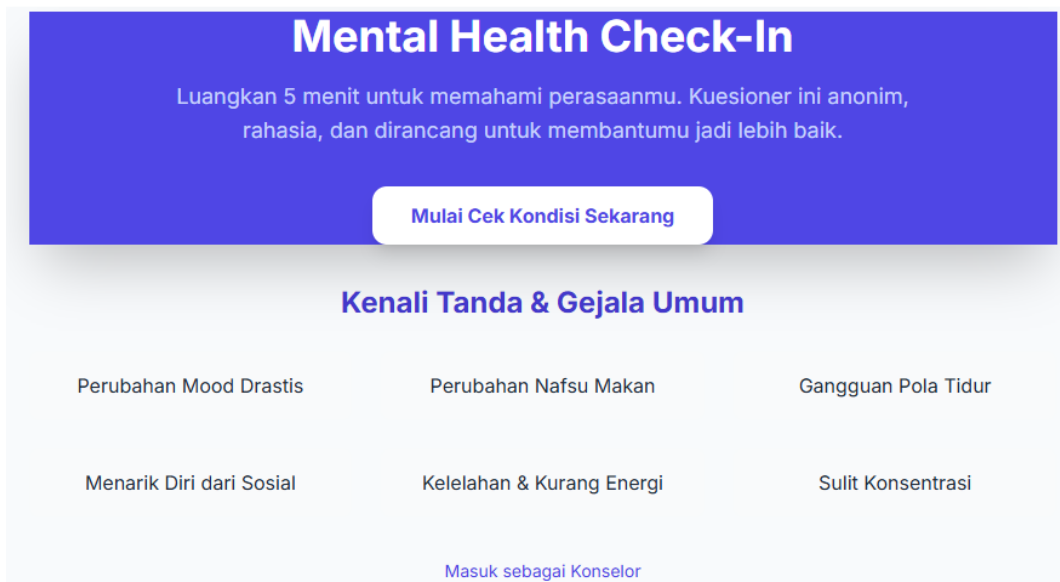 Mental Health Check-In
Luangkan 5 menit untuk memahami perasaanmu. Kuesioner ini anonim,
rahasia, dan dirancang untuk membantumu jadi lebih baik.
Mulai Cek Kondisi Sekarang
Kenali Tanda & Gejala Umum
Perubahan Mood Drastis
Perubahan Nafsu Makan
Gangguan Pola Tidur
Menarik Diri dari Sosial
Kelelahan & Kurang Energi
Sulit Konsentrasi
Masuk sebagai Konselor